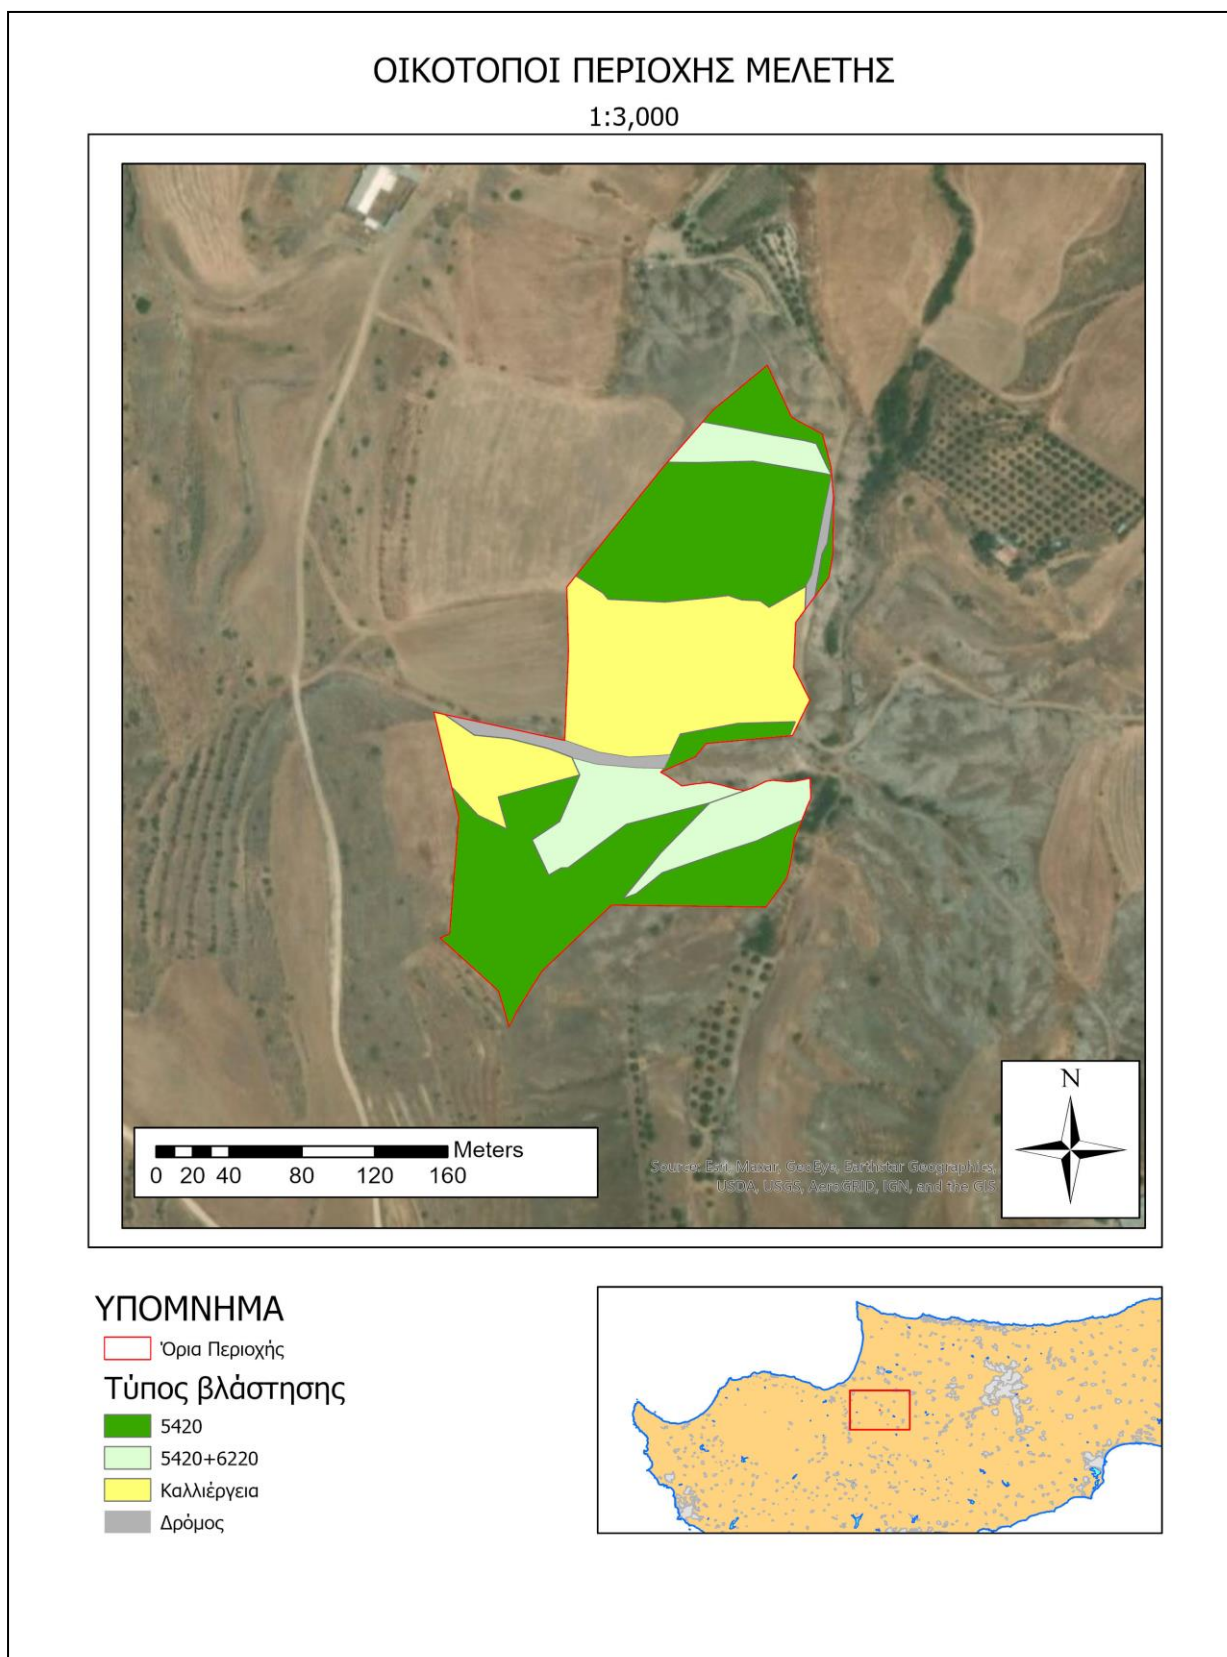 ΟΙΚΟΤΟΠΟΙ ΠΕΡΙΟΧΗΣ ΜΕΛΕΤΗΣ
1:3,000
N
Meters
0 20 40 80 120 160
Source: Esri, Maxar, GeoEye, Earthstar Geographics,
USDA, USGS, AeroGRID, IGN, and the GIS
ΥΠΟΜΝΗΜΑ
Όρια Περιοχής
Τύπος βλάστησης
5420
5420+6220
Καλλιέργεια
Δρόμος